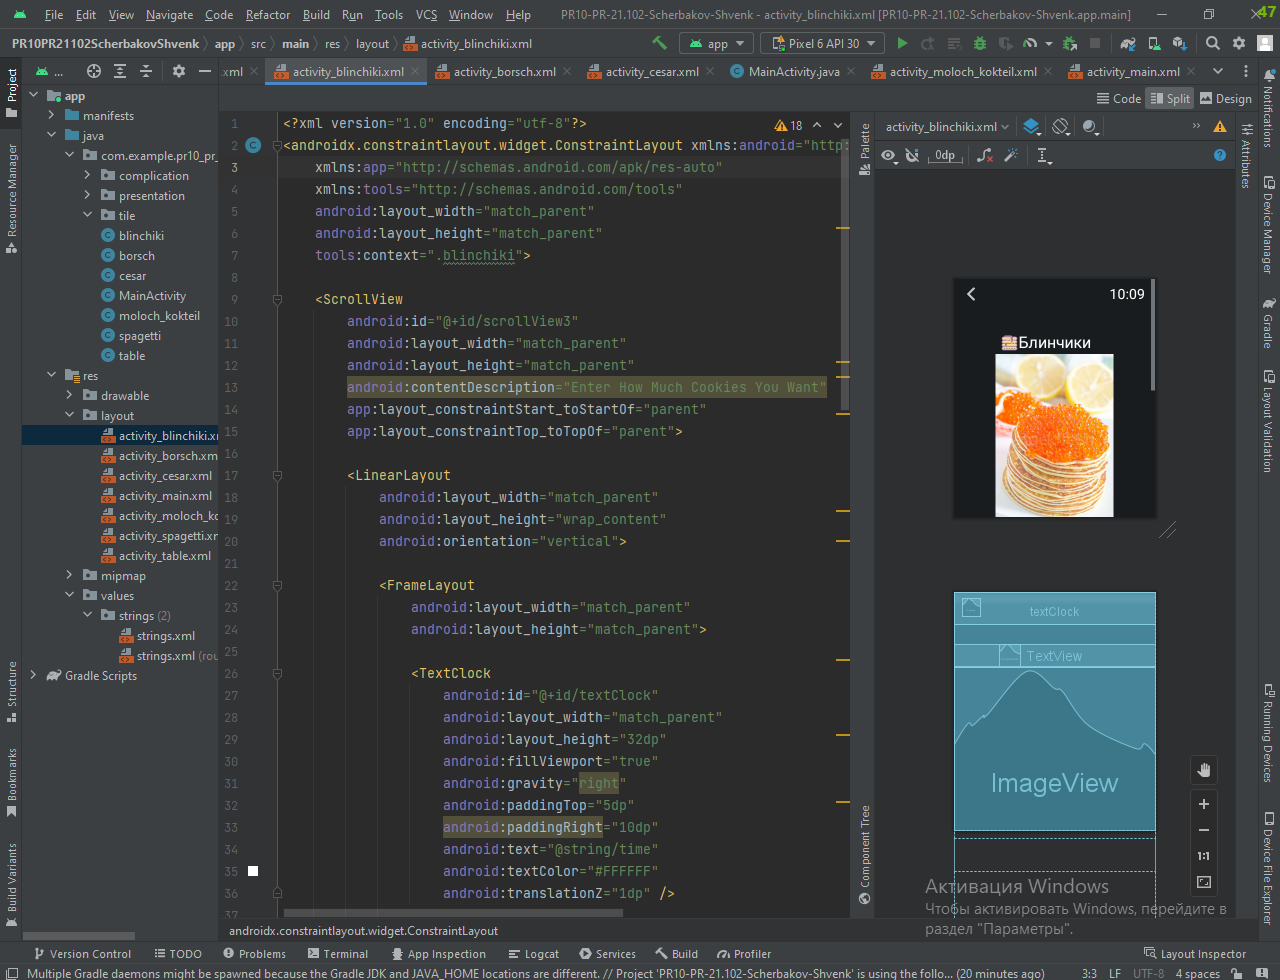 File Edit View Navigate Code Refactor Build Run Tools VCS Window Help PR10-PR-21.102-Scherbakov-Shvenk - activity_blinchiki.xml [PR10-PR-21.102-Scherbakov-Shvenk.app.main] 47
PR10PR21102ScherbakovShvenk app src main res layout activity_blinchiki.xml app Pixel 6 API 30
... .xml activity_blinchiki.xml activity_borsch.xml activity_cesar.xml MainActivity.java activity_moloch_kokteil.xml activity_main.xml
Code Split Design
Project
Resource Manager
Structure
Bookmarks
Build Variants
app
manifests
java
com.example.pr10_pr_
complication
presentation
tile
blinchiki
borsch
cesar
MainActivity
moloch_kokteil
spagetti
table
res
drawable
layout
activity_blinchiki.xr
activity_borsch.xm
activity_cesar.xml
activity_main.xml
activity_moloch_kc
activity_spagetti.xr
activity_table.xml
mipmap
values
strings (2)
strings.xml
strings.xml (rou
Gradle Scripts
18
1 <?xml version="1.0" encoding="utf-8"?>
2 <androidx.constraintlayout.widget.ConstraintLayout xmlns:android="http:
3 xmlns:app="http://schemas.android.com/apk/res-auto"
4 xmlns:tools="http://schemas.android.com/tools"
5 android:layout_width="match_parent"
6 android:layout_height="match_parent"
7 tools:context=".blinchiki">
8
9 <ScrollView
10 android:id="@+id/scrollView3"
11 android:layout_width="match_parent"
12 android:layout_height="match_parent"
13 android:contentDescription="Enter How Much Cookies You Want"
14 app:layout_constraintStart_toStartOf="parent"
15 app:layout_constraintTop_toTopOf="parent">
16
17 <LinearLayout
18 android:layout_width="match_parent"
19 android:layout_height="wrap_content"
20 android:orientation="vertical">
21
22 <FrameLayout
23 android:layout_width="match_parent"
24 android:layout_height="match_parent">
25
26 <TextClock
27 android:id="@+id/textClock"
28 android:layout_width="match_parent"
29 android:layout_height="32dp"
30 android:fillViewport="true"
31 android:gravity="right"
32 android:paddingTop="5dp"
33 android:paddingRight="10dp"
34 android:text="@string/time"
35 android:textColor="#FFFFFF"
36 android:translationZ="1dp" />
37
androidx.constraintlayout.widget.ConstraintLayout
Palette
Component Tree
activity_blinchiki.xml
0dp
10:09
Блинчики
textClock
TextView
ImageView
1:1
Активация Windows
Чтобы активировать Windows, перейдите в
раздел "Параметры".
Attributes
Notifications
Device Manager
Gradle
Layout Validation
Running Devices
Device File Explorer
Version Control TODO Problems Terminal App Inspection Logcat Services Build Profiler Layout Inspector
Multiple Gradle daemons might be spawned because the Gradle JDK and JAVA_HOME locations are different. // Project 'PR10-PR-21.102-Scherbakov-Shvenk' is using the follo... (20 minutes ago) 3:3 LF UTF-8 4 spaces